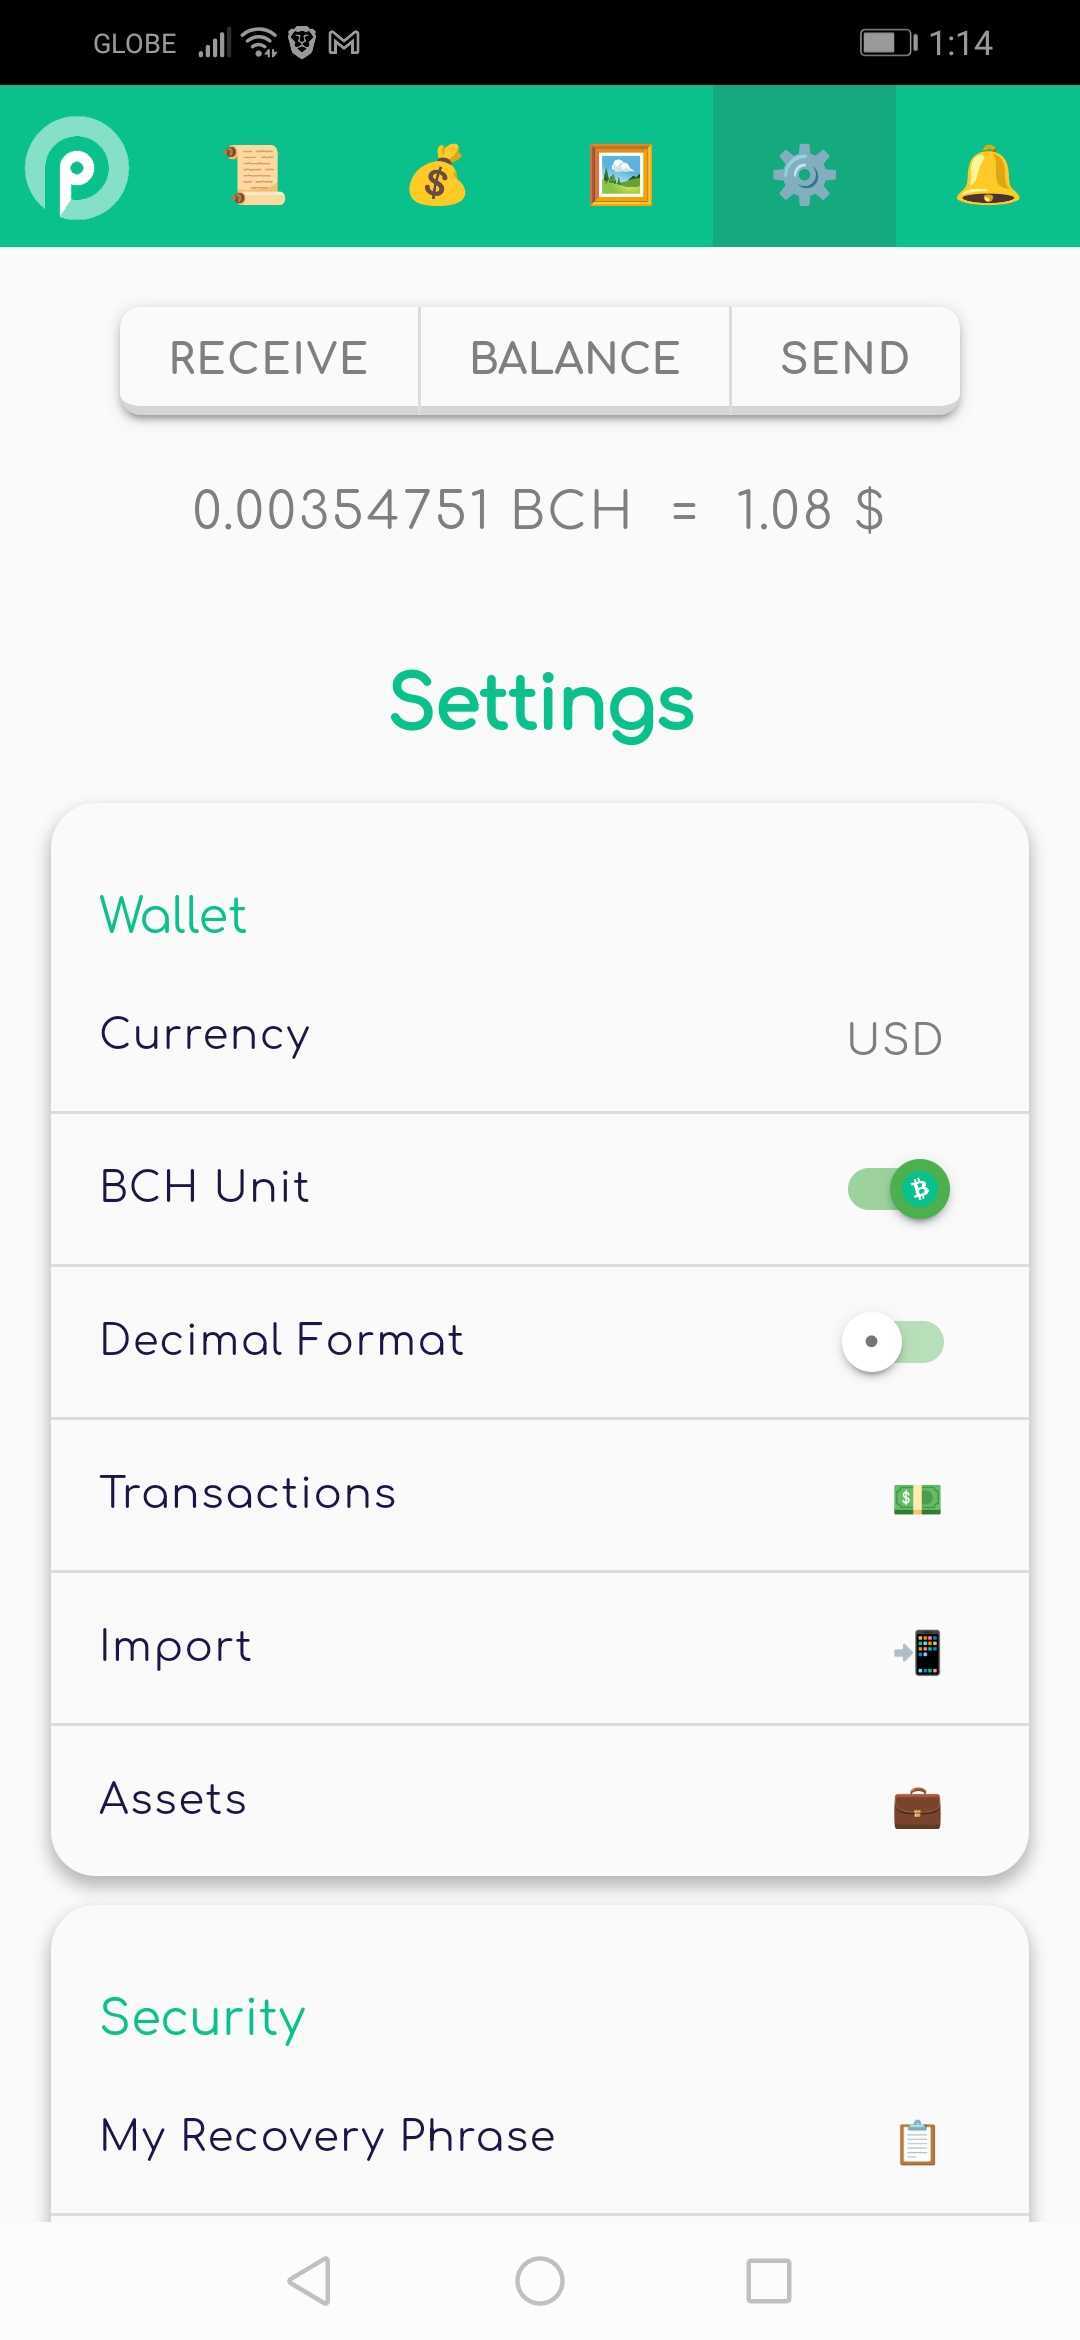 GLOBE 1:14
RECEIVE BALANCE SEND
0.00354751 BCH = 1.08 $
Settings
Wallet
Currency USD
BCH Unit
Decimal Format
Transactions
Import
Assets
Security
My Recovery Phrase